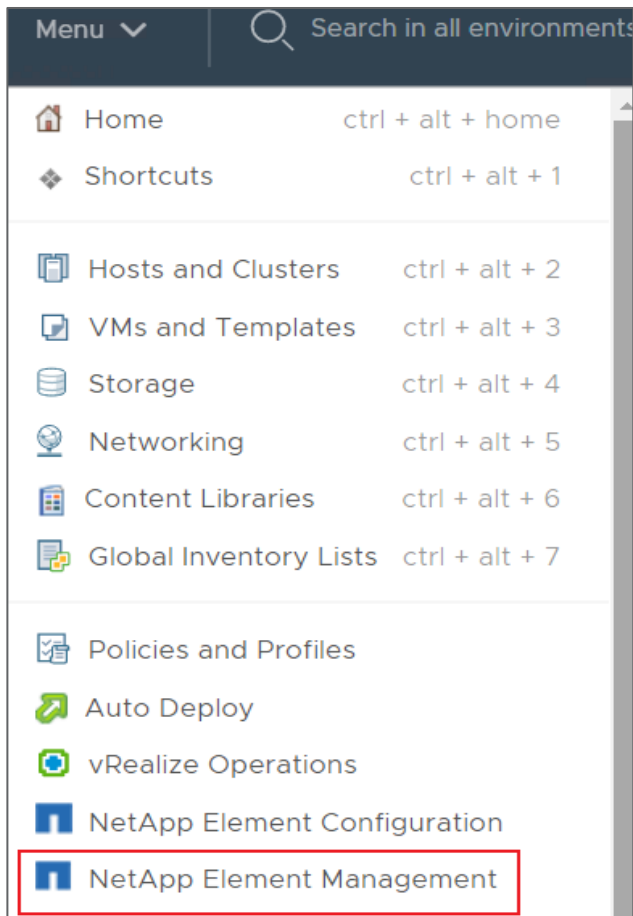 Menu Search in all environments
Home ctrl + alt + home
Shortcuts ctrl + alt + 1
Hosts and Clusters ctrl + alt + 2
VMs and Templates ctrl + alt + 3
Storage ctrl + alt + 4
Networking ctrl + alt + 5
Content Libraries ctrl + alt + 6
Global Inventory Lists ctrl + alt + 7
Policies and Profiles
Auto Deploy
vRealize Operations
NetApp Element Configuration
NetApp Element Management